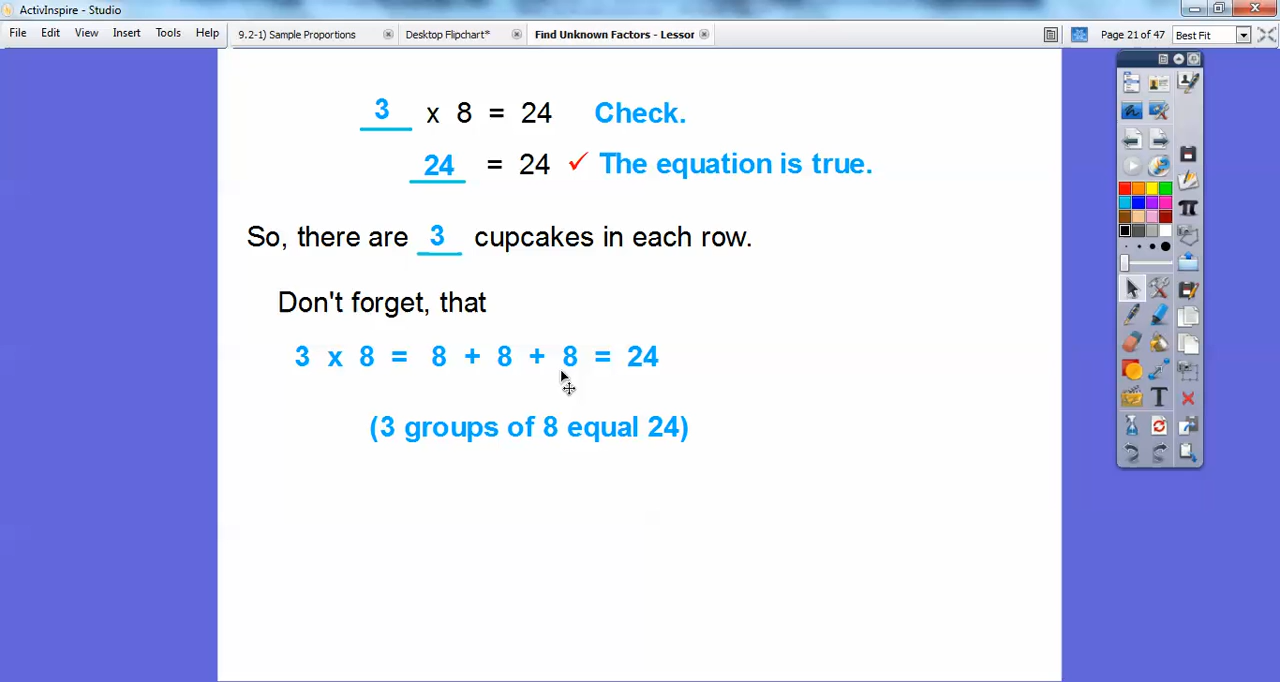 ActivInspire - Studio
File Edit View Insert Tools Help
9.2-1) Sample Proportions Desktop Flipchart* Find Unknown Factors - Lessor
Page 21 of 47 Best Fit
3 x 8 = 24 Check.
24 = 24 ✓ The equation is true.
So, there are 3 cupcakes in each row.
Don't forget, that
3 x 8 = 8 + 8 + 8 = 24
(3 groups of 8 equal 24)